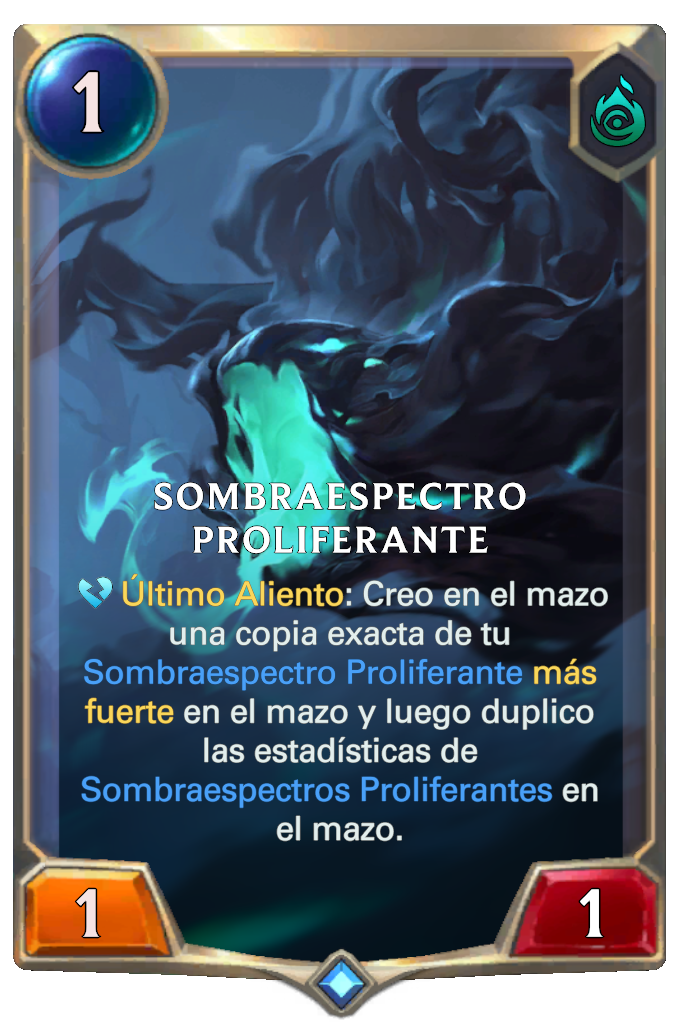 1
SOMBRAESPECTRO
PROLIFERANTE
Último Aliento: Creo en el mazo
una copia exacta de tu
Sombraespectro Proliferante más
fuerte en el mazo y luego duplico
las estadísticas de
Sombraespectros Proliferantes en
el mazo.
1
1